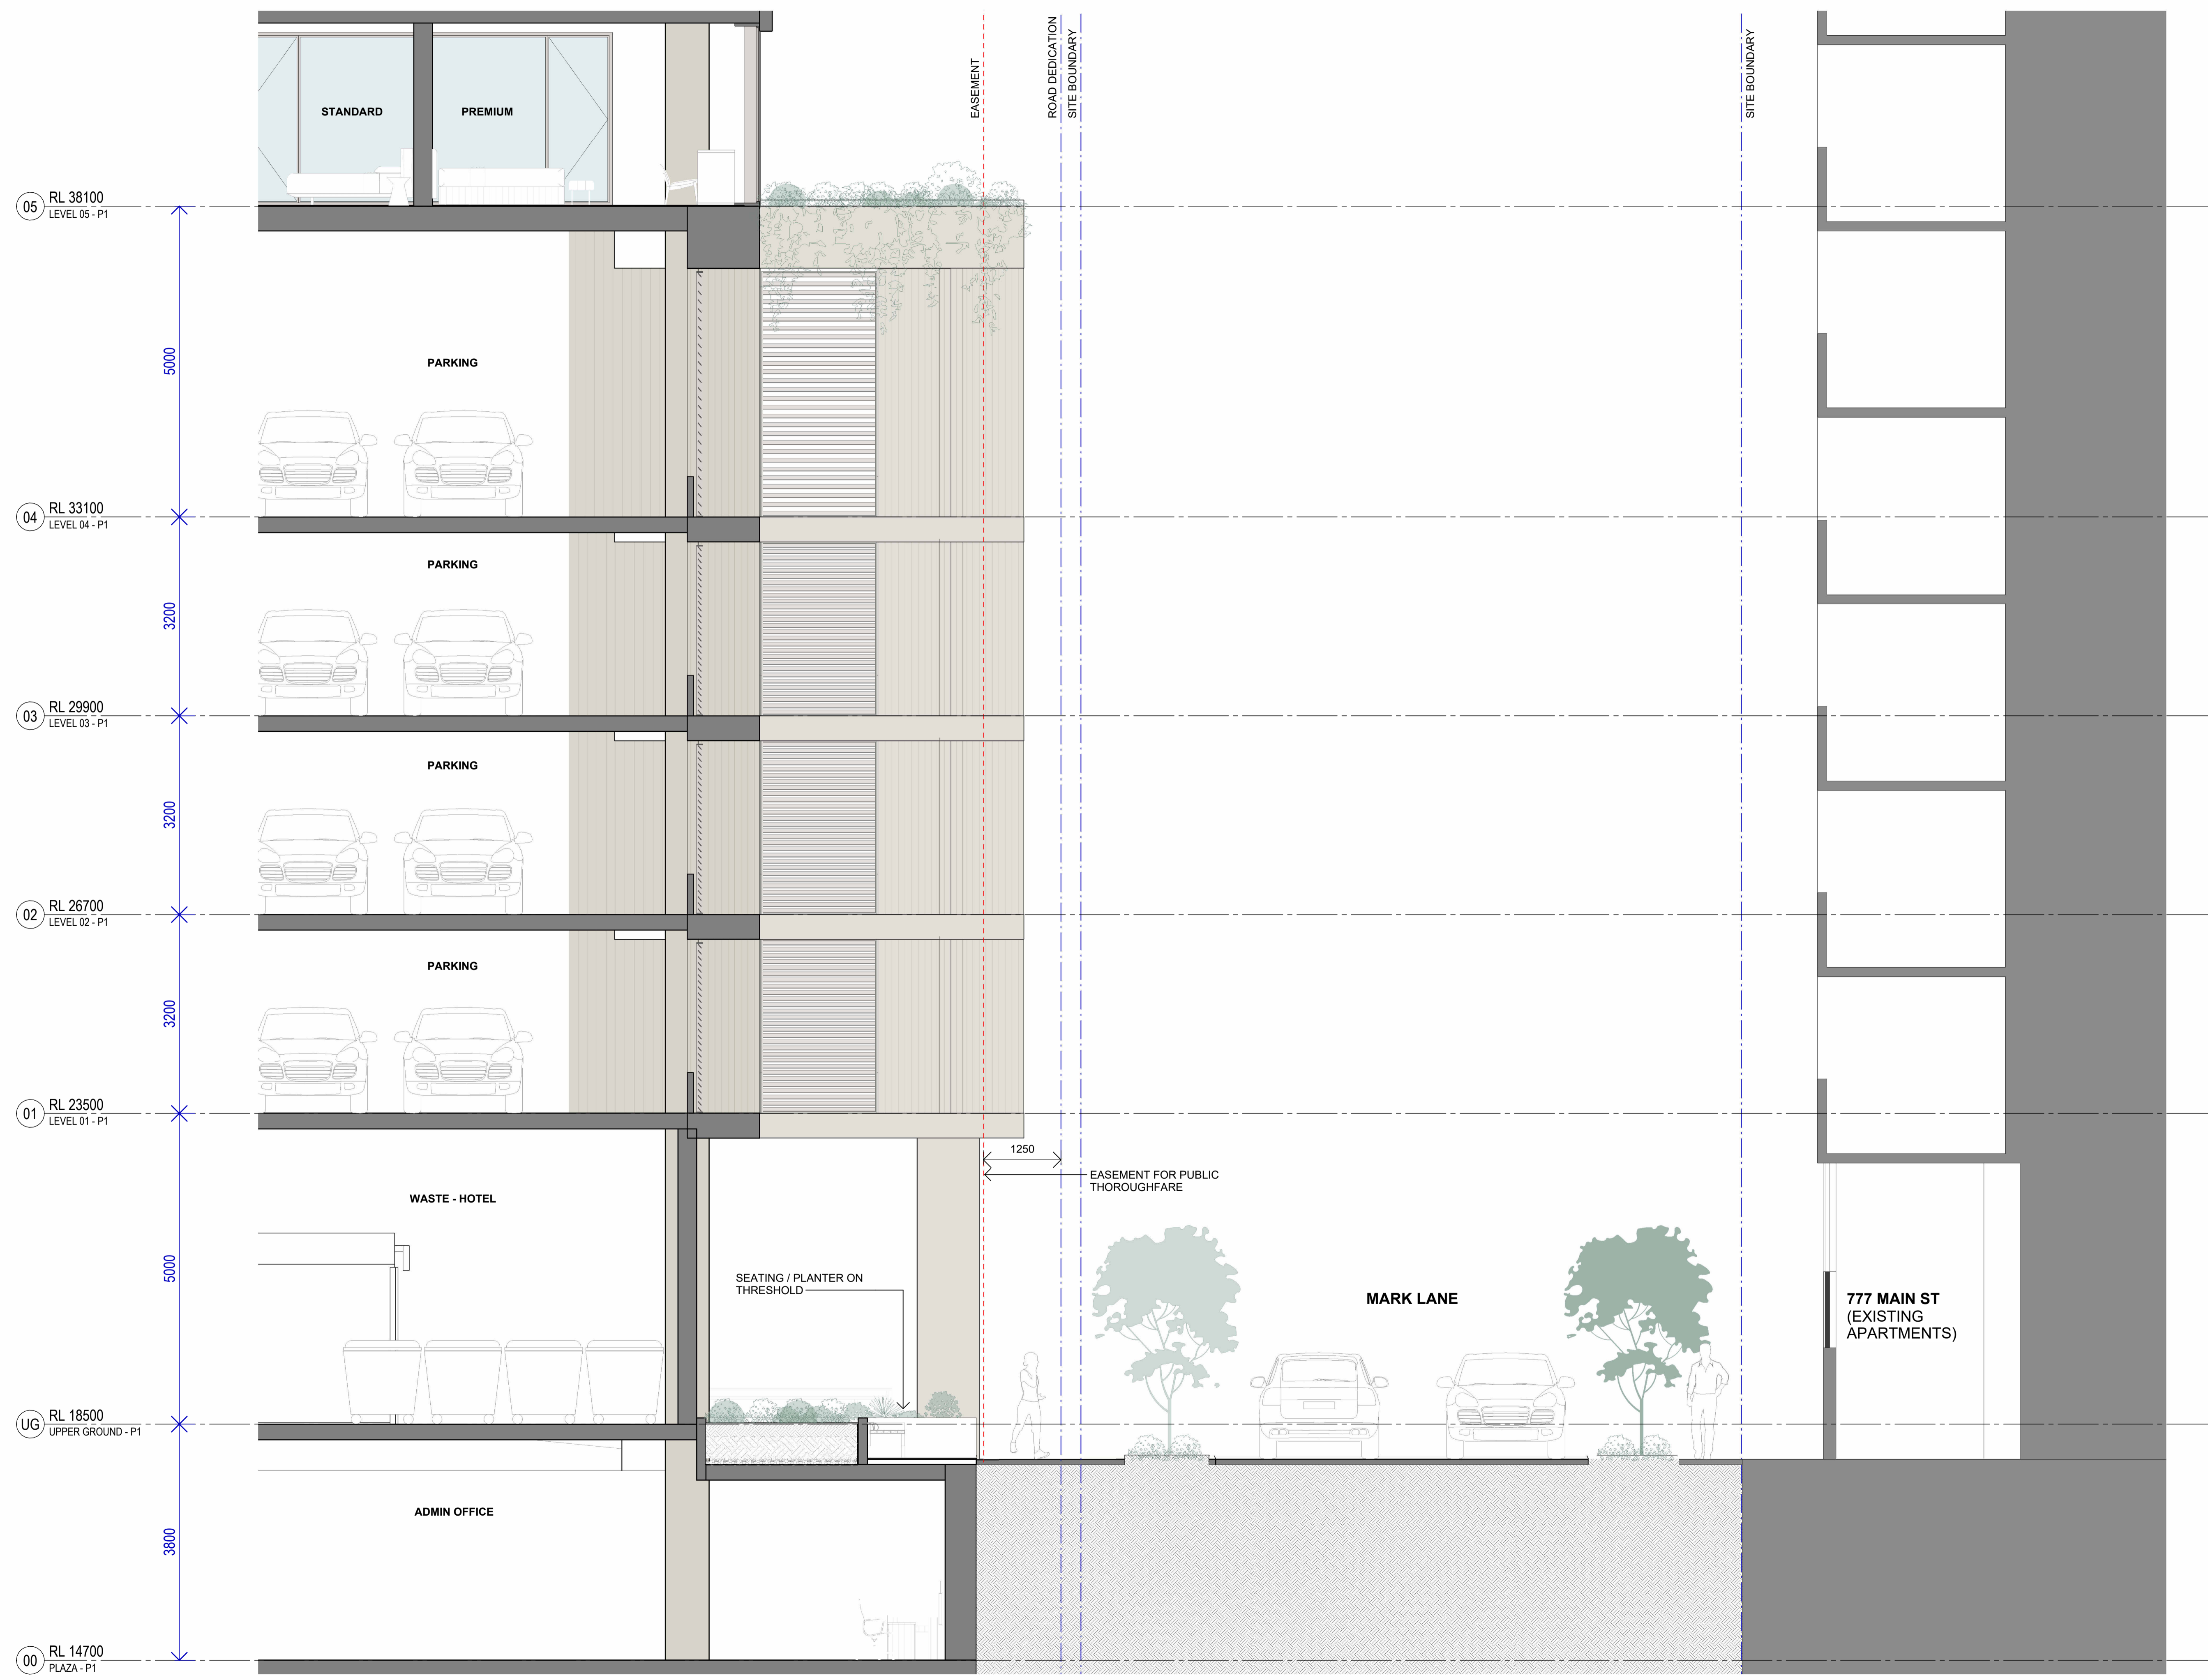 EASEMENT
ROAD DEDICATION
SITE BOUNDARY
SITE BOUNDARY
STANDARD
PREMIUM
05
RL 38100
LEVEL 05 - P1
5000
PARKING
04
RL 33100
LEVEL 04 - P1
3200
PARKING
03
RL 29900
LEVEL 03 - P1
3200
PARKING
02
RL 26700
LEVEL 02 - P1
3200
PARKING
01
RL 23500
LEVEL 01 - P1
1250
EASEMENT FOR PUBLIC
THOROUGHFARE
WASTE - HOTEL
5000
SEATING / PLANTER ON
THRESHOLD
MARK LANE
777 MAIN ST
(EXISTING
APARTMENTS)
UG
RL 18500
UPPER GROUND - P1
3800
ADMIN OFFICE
00
RL 14700
PLAZA - P1